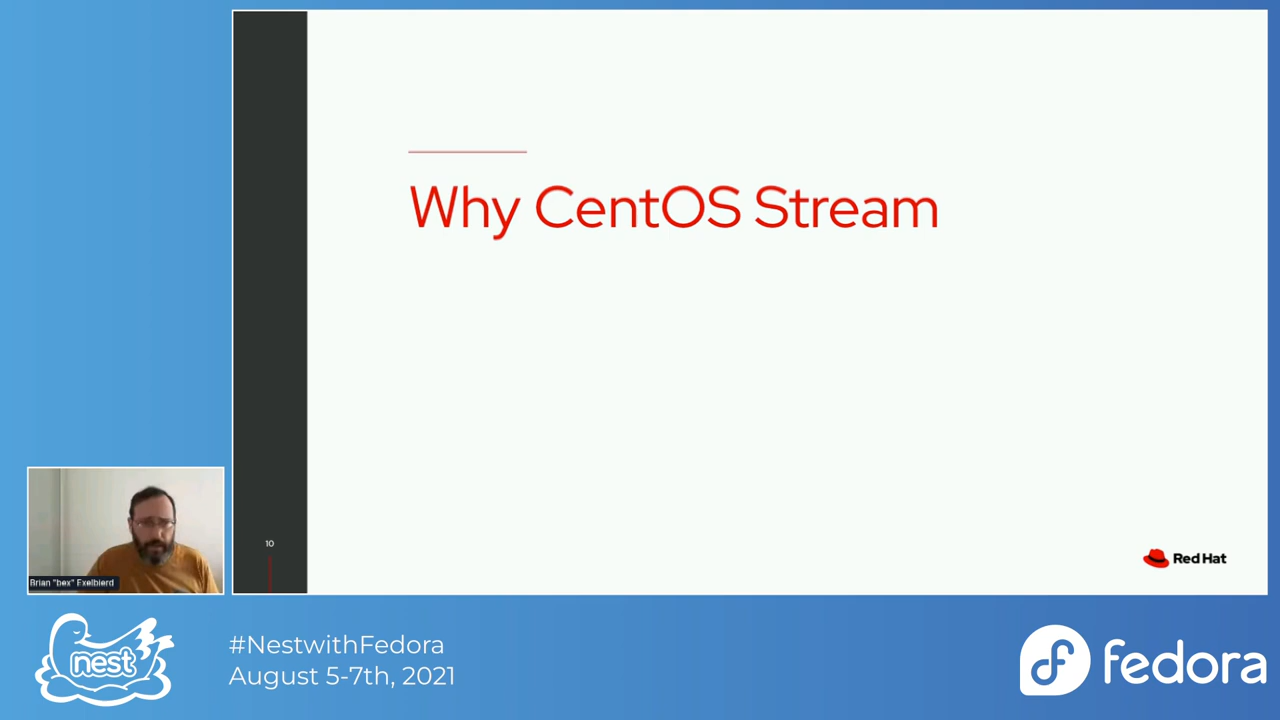 Why CentOS Stream
10
Red Hat
Brian "bex" Exelbierd
nest
#NestwithFedora
August 5-7th, 2021
fedora